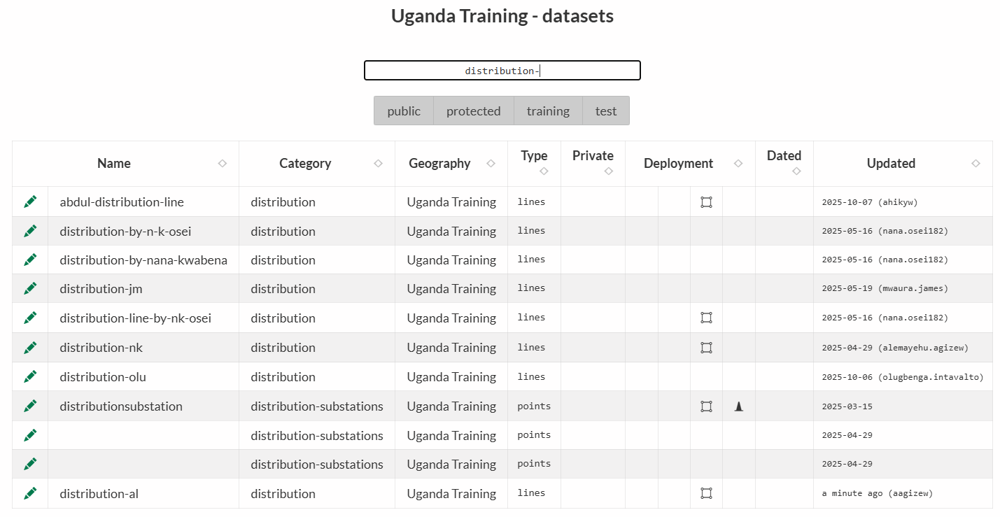 Uganda Training - datasets
distribution-
public protected training test
Name Category Geography Type Private Deployment Dated Updated
abdul-distribution-line distribution Uganda Training lines 2025-10-07 (ahikyw)
distribution-by-n-k-osei distribution Uganda Training lines 2025-05-16 (nana.osei182)
distribution-by-nana-kwabena distribution Uganda Training lines 2025-05-16 (nana.osei182)
distribution-jm distribution Uganda Training lines 2025-05-19 (mwaura.james)
distribution-line-by-nk-osei distribution Uganda Training lines 2025-05-16 (nana.osei182)
distribution-nk distribution Uganda Training lines 2025-04-29 (alemayehu.agizew)
distribution-olu distribution Uganda Training lines 2025-10-06 (olugbenga.intavalto)
distributionsubstation distribution-substations Uganda Training points 2025-03-15
distribution-substations Uganda Training points 2025-04-29
distribution-substations Uganda Training points 2025-04-29
distribution-al distribution Uganda Training lines a minute ago (aagizew)